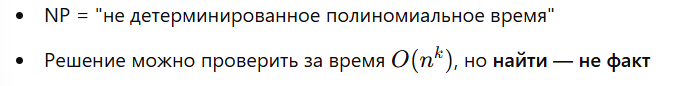 • NP = "не детерминированное полиномиальное время"
• Решение можно проверить за время O(n^k), но найти — не факт